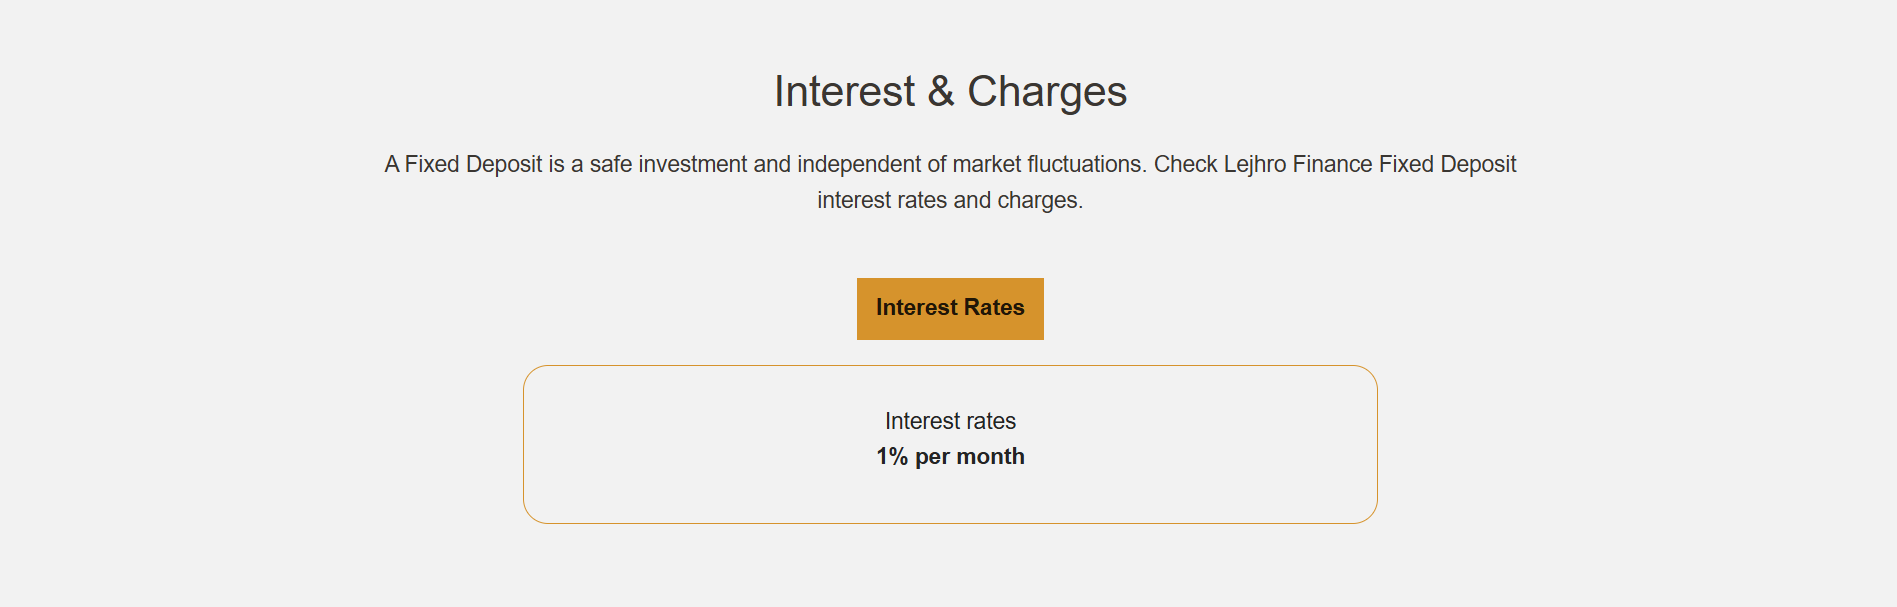 Interest & Charges
A Fixed Deposit is a safe investment and independent of market fluctuations. Check Lejhro Finance Fixed Deposit
interest rates and charges.
Interest Rates
Interest rates
1% per month